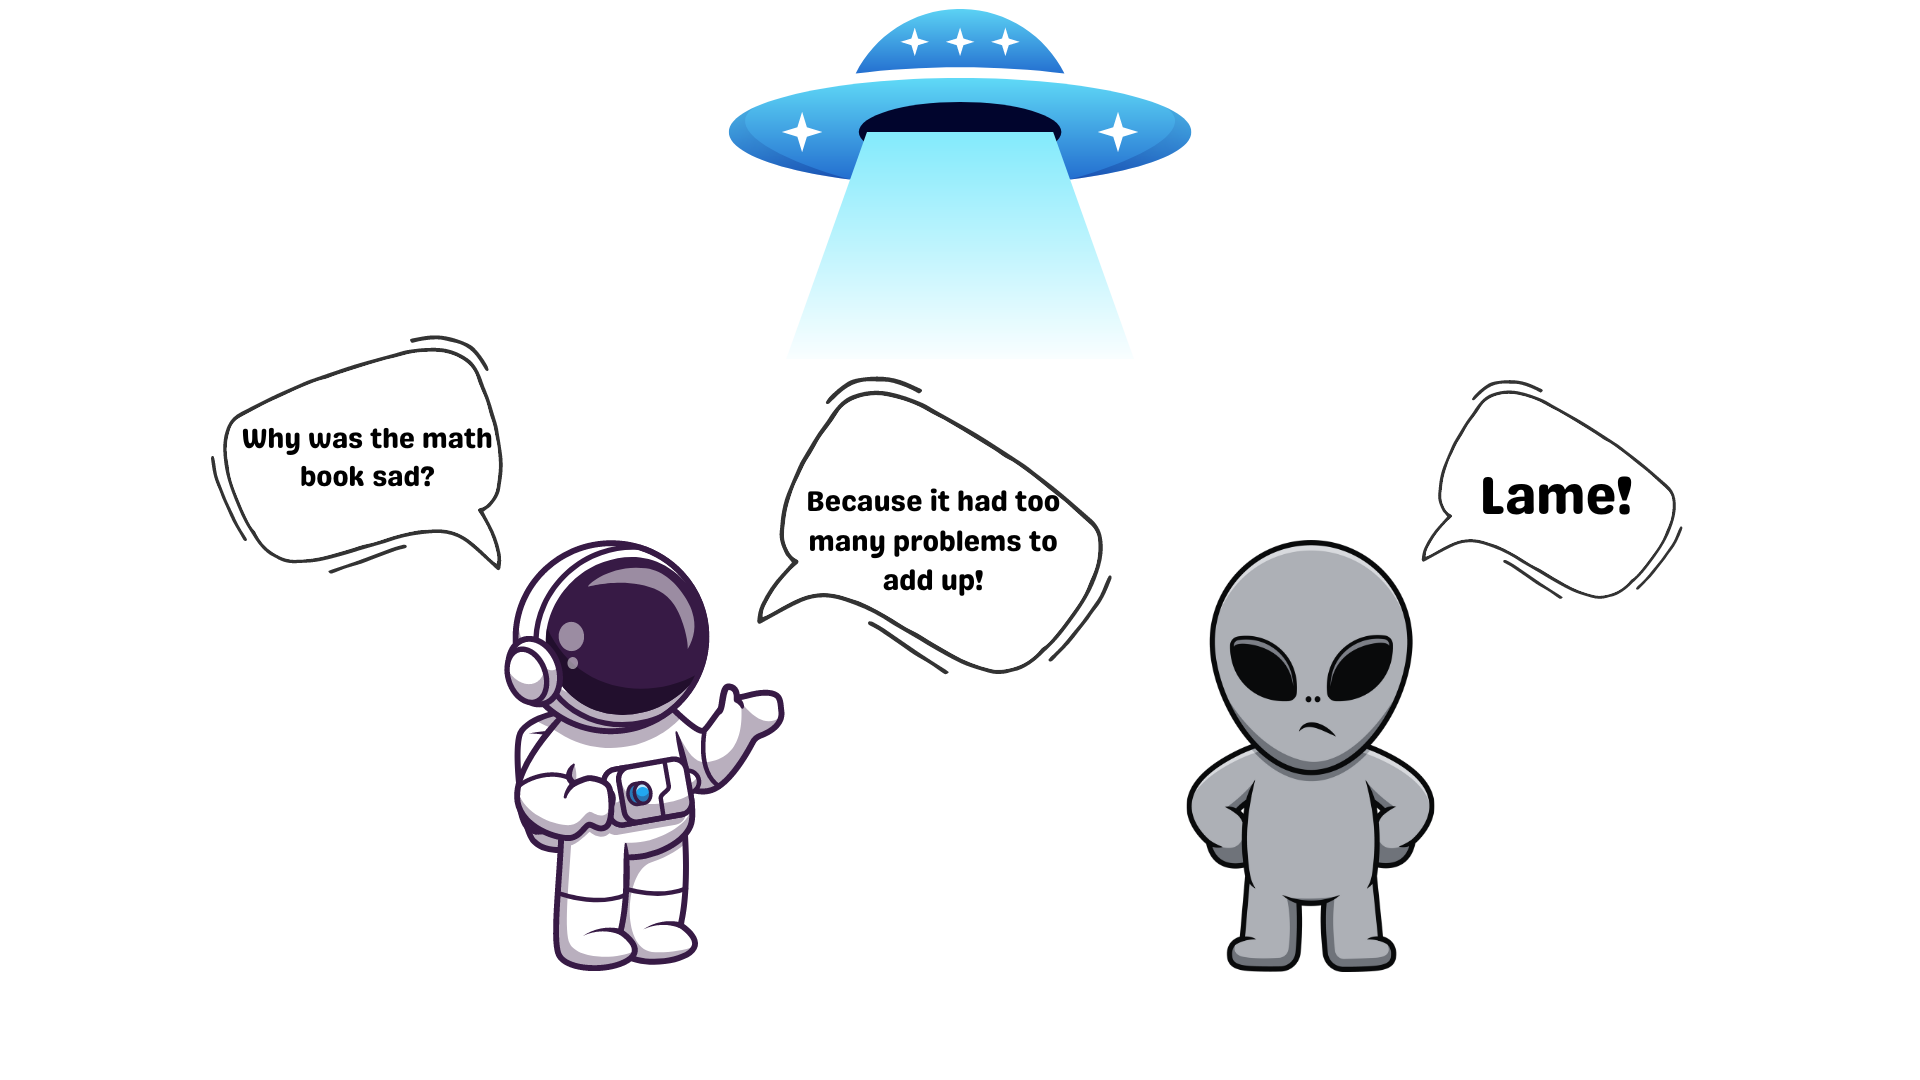 Why was the math
book sad?
Because it had too
many problems to
add up!
Lame!